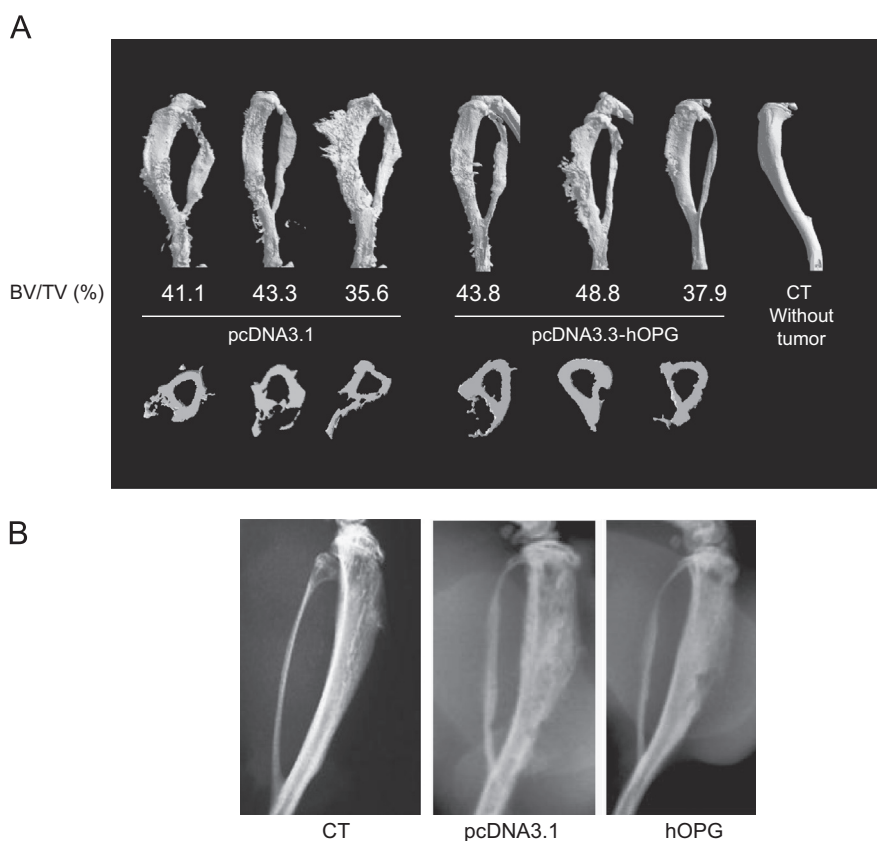 A
BV/TV (%) 41.1 43.3 35.6 43.8 48.8 37.9 CT
Without
tumor
pcDNA3.1 pcDNA3.3-hOPG
B
CT pcDNA3.1 hOPG